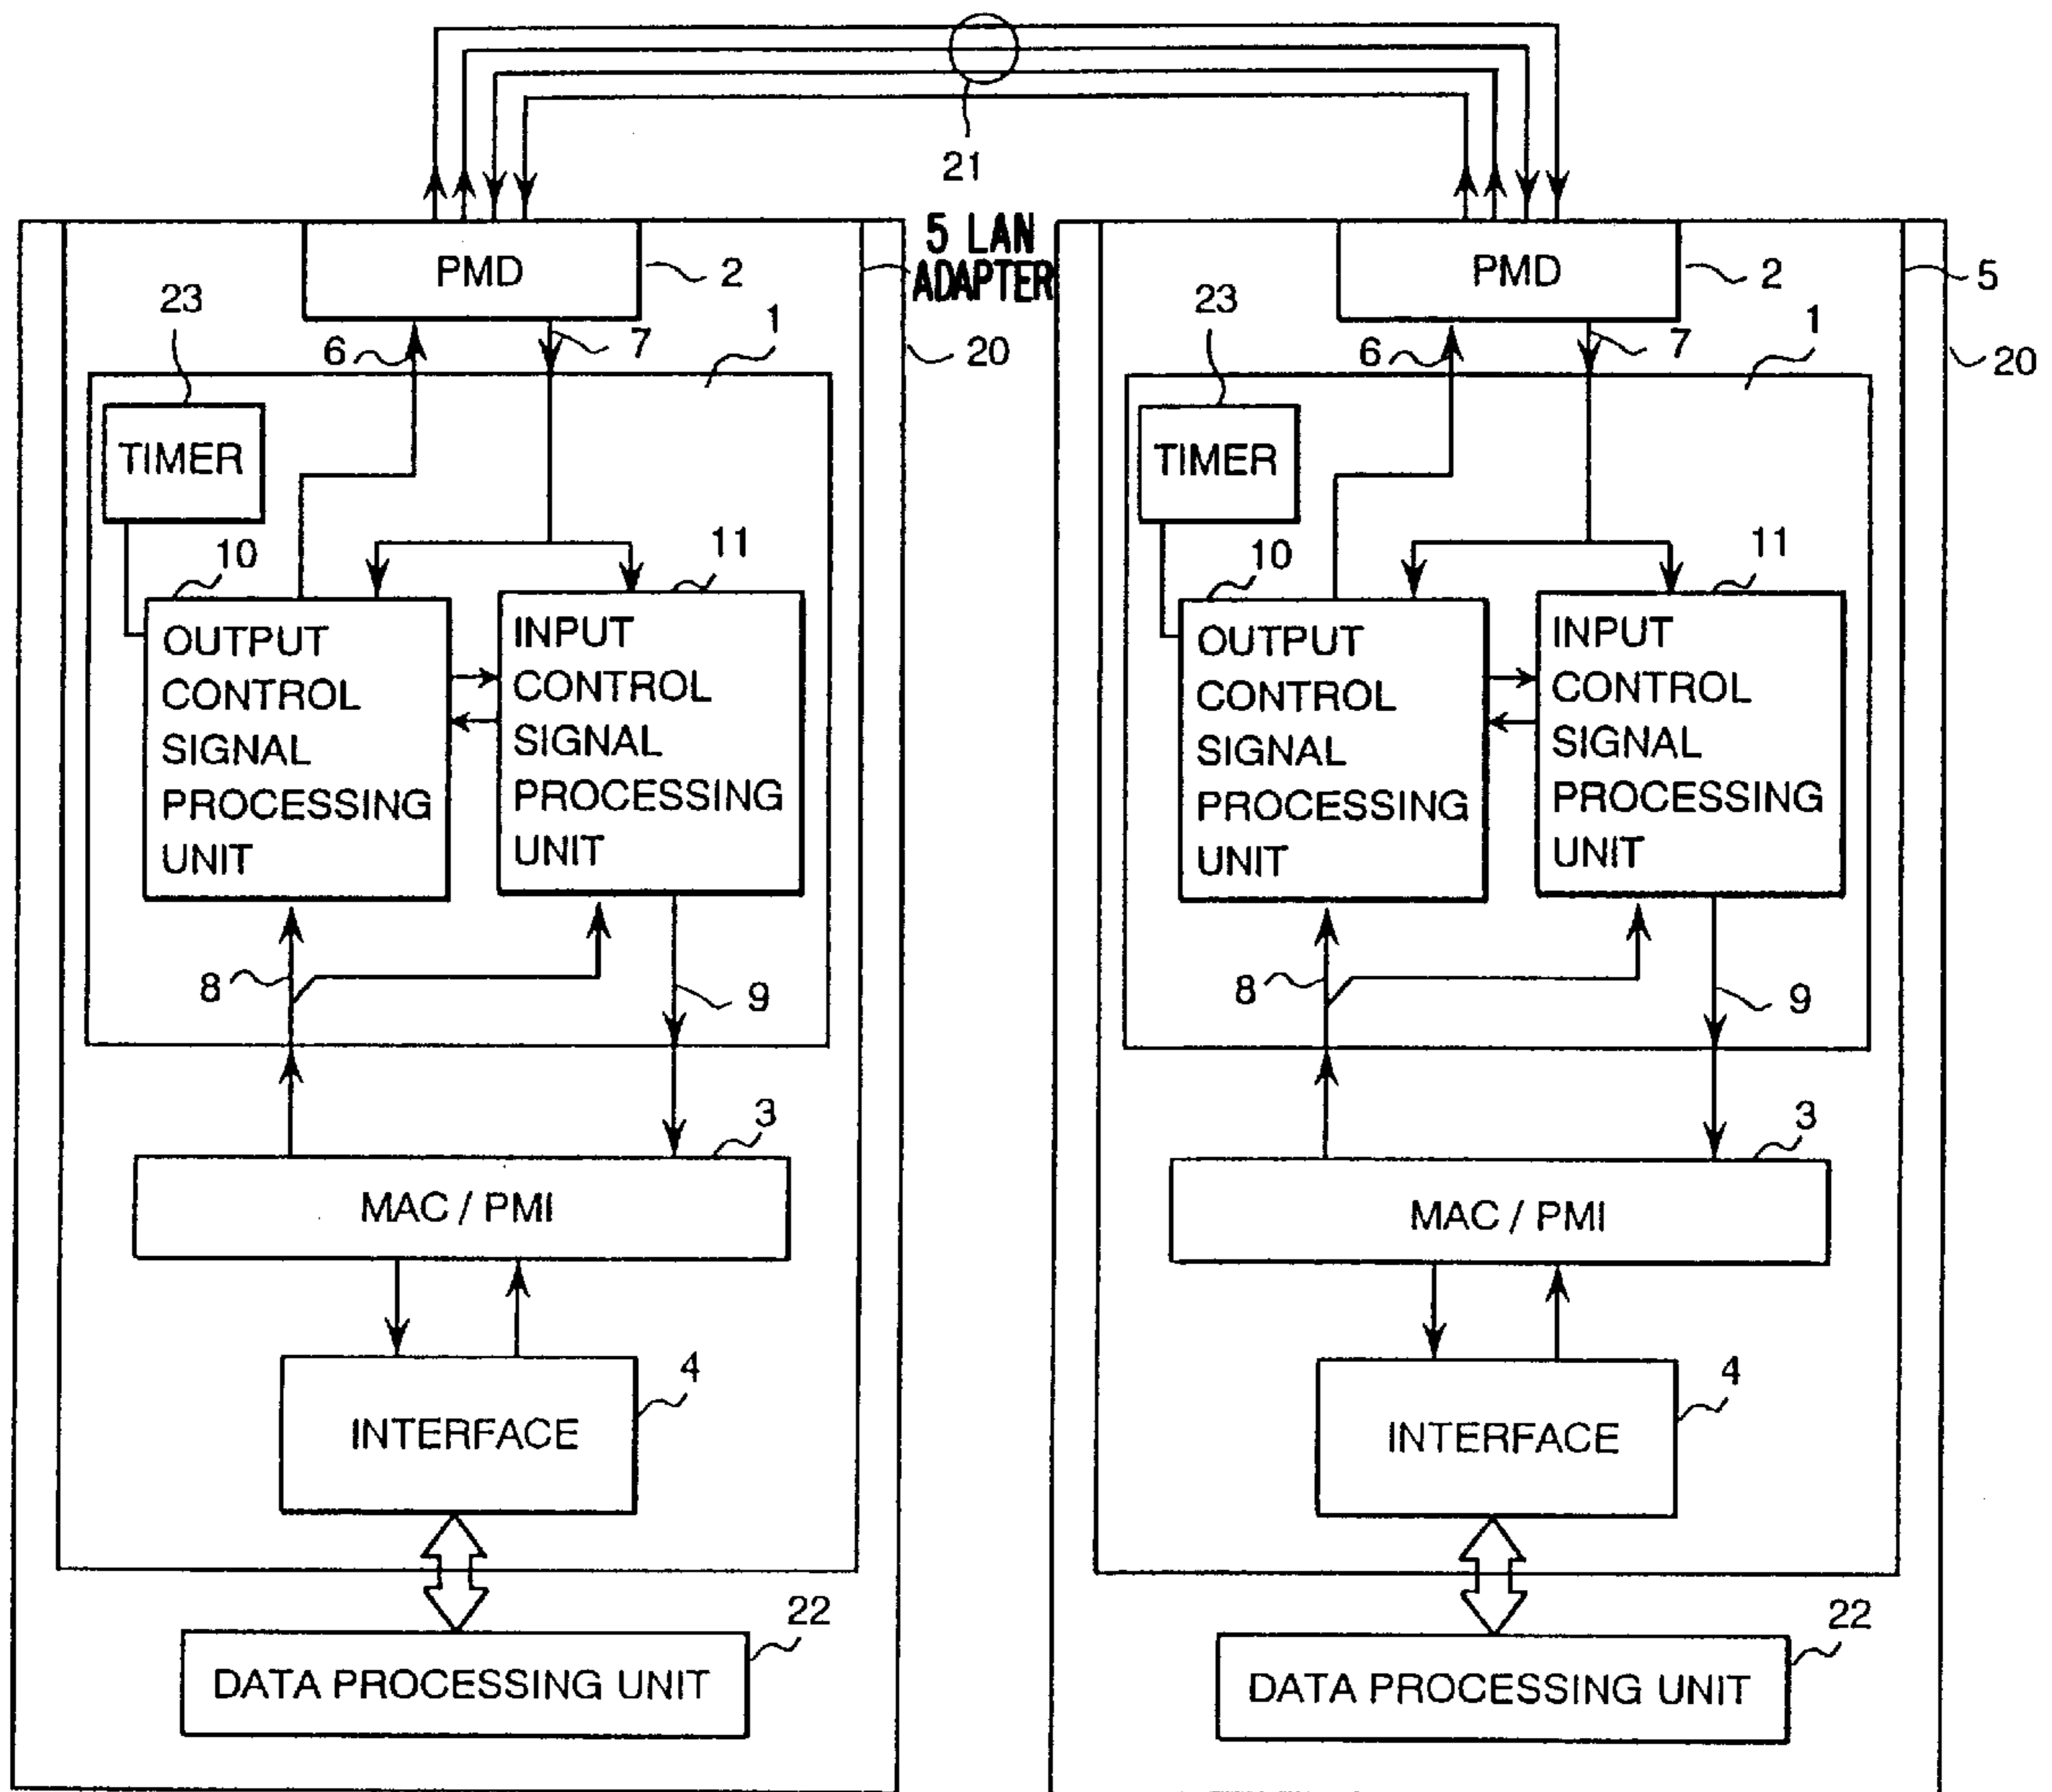 21
PMD
2
5 LAN
ADAPTER
20
23
TIMER
6
7
1
10
OUTPUT
CONTROL
SIGNAL
PROCESSING
UNIT
11
INPUT
CONTROL
SIGNAL
PROCESSING
UNIT
8
9
3
MAC / PMI
4
INTERFACE
22
DATA PROCESSING UNIT
PMD
2
5
20
23
TIMER
6
7
1
10
OUTPUT
CONTROL
SIGNAL
PROCESSING
UNIT
11
INPUT
CONTROL
SIGNAL
PROCESSING
UNIT
8
9
3
MAC / PMI
4
INTERFACE
22
DATA PROCESSING UNIT